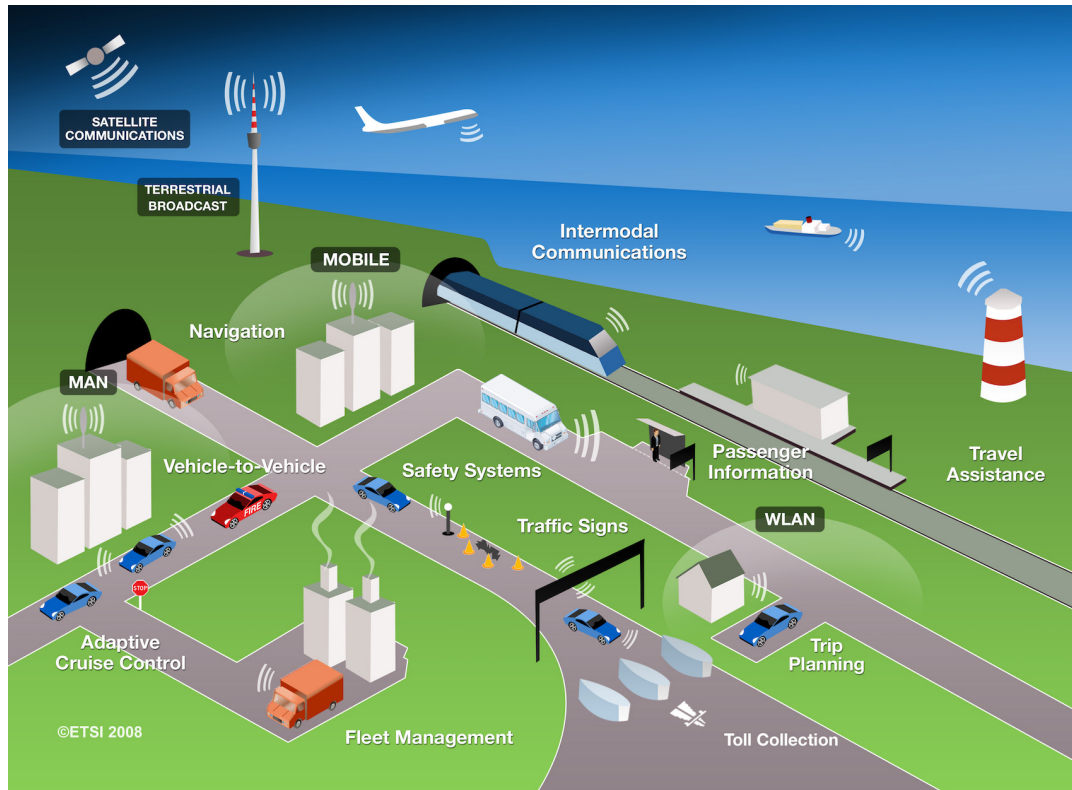 SATELLITE
COMMUNICATIONS
TERRESTRIAL
BROADCAST
Intermodal
Communications
MOBILE
Navigation
MAN
Vehicle-to-Vehicle
Safety Systems
Passenger
Information
Travel
Assistance
FIRE
Traffic Signs
WLAN
STOP
Adaptive
Cruise Control
Trip
Planning
©ETSI 2008
Fleet Management
Toll Collection